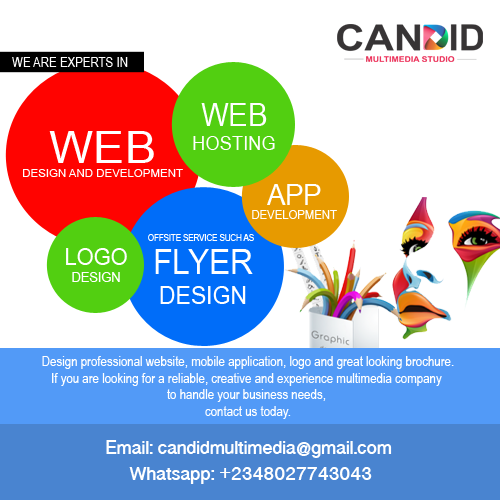 CANDID
MULTIMEDIA STUDIO
WE ARE EXPERTS IN
WEB
DESIGN AND DEVELOPMENT
WEB
HOSTING
APP
DEVELOPMENT
LOGO
DESIGN
OFFSITE SERVICE SUCH AS
FLYER
DESIGN
Graphic
Design professional website, mobile application, logo and great looking brochure.
If you are looking for a reliable, creative and experience multimedia company
to handle your business needs,
contact us today.
Email: candidmultimedia@gmail.com
Whatsapp: +2348027743043